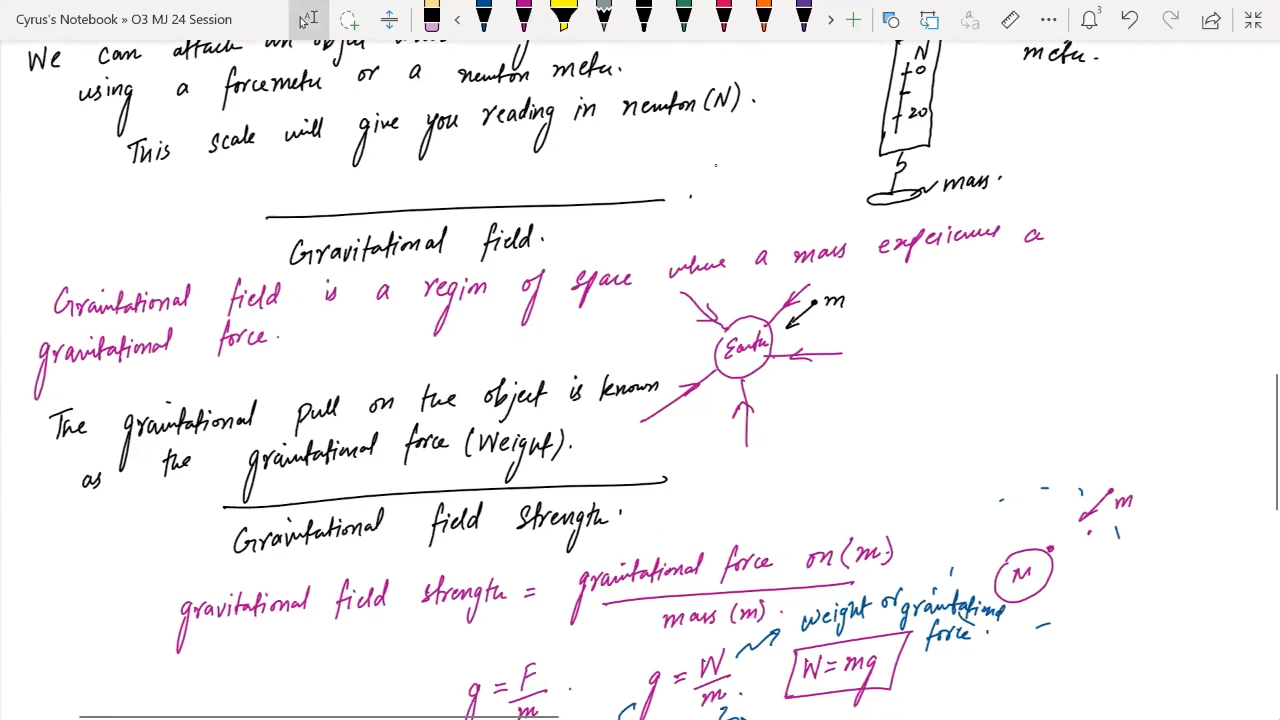 Cyrus's Notebook » O3 MJ 24 Session
3
We can attach an object
using a forcemeter or a newton meter.
This scale will give you reading in newton (N).
N
0
20
mass.
meter.
Gravitational field.
Gravitational field is a region of space where a mass experience a
gravitational force.
Earth
m
The gravitational pull on the object is known
as the gravitational force (Weight).
Gravitational field strength.
gravitational field strength = gravitational force on (m)
mass (m).
m
M
weight or gravitational
force.
g = F/m. g = W/m. W = mg